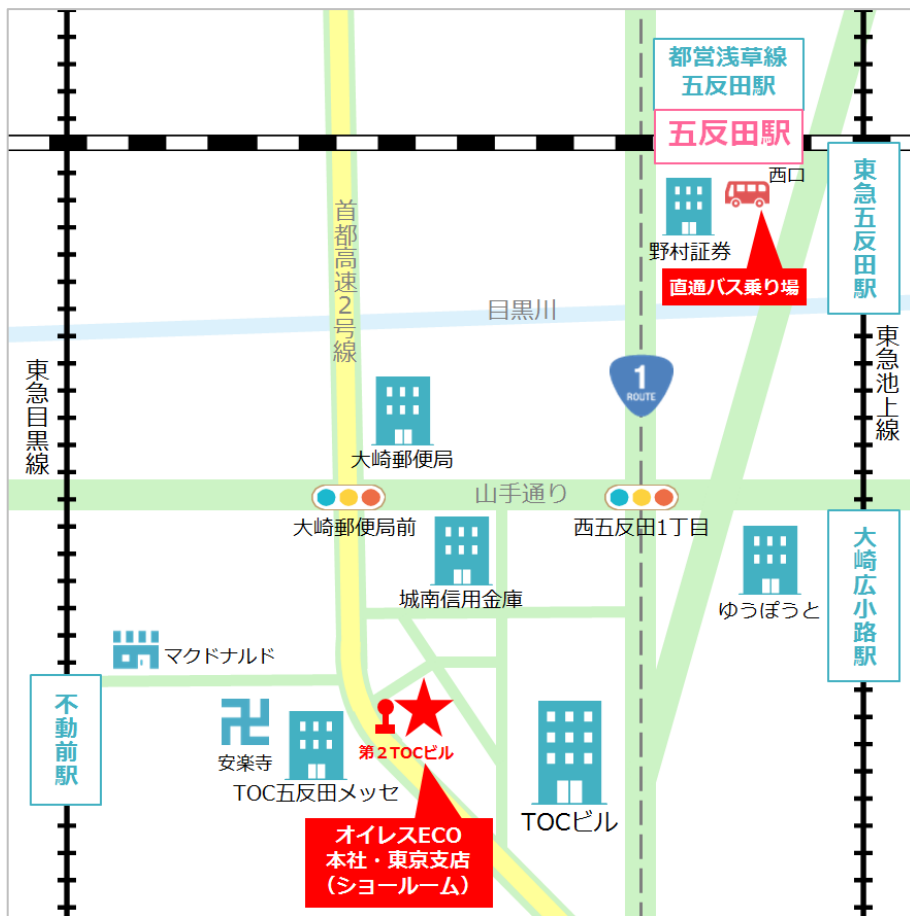 都営浅草線
五反田駅
五反田駅
西口
野村証券
直通バス乗り場
東急五反田駅
首都高速2号線
目黒川
東急目黒線
東急池上線
1
ROUTE
大崎郵便局
山手通り
大崎郵便局前
西五反田1丁目
城南信用金庫
ゆうぽうと
大崎広小路駅
マクドナルド
不動前駅
安楽寺
第2TOCビル
TOC五反田メッセ
TOCビル
オイレスECO
本社・東京支店
（ショールーム）